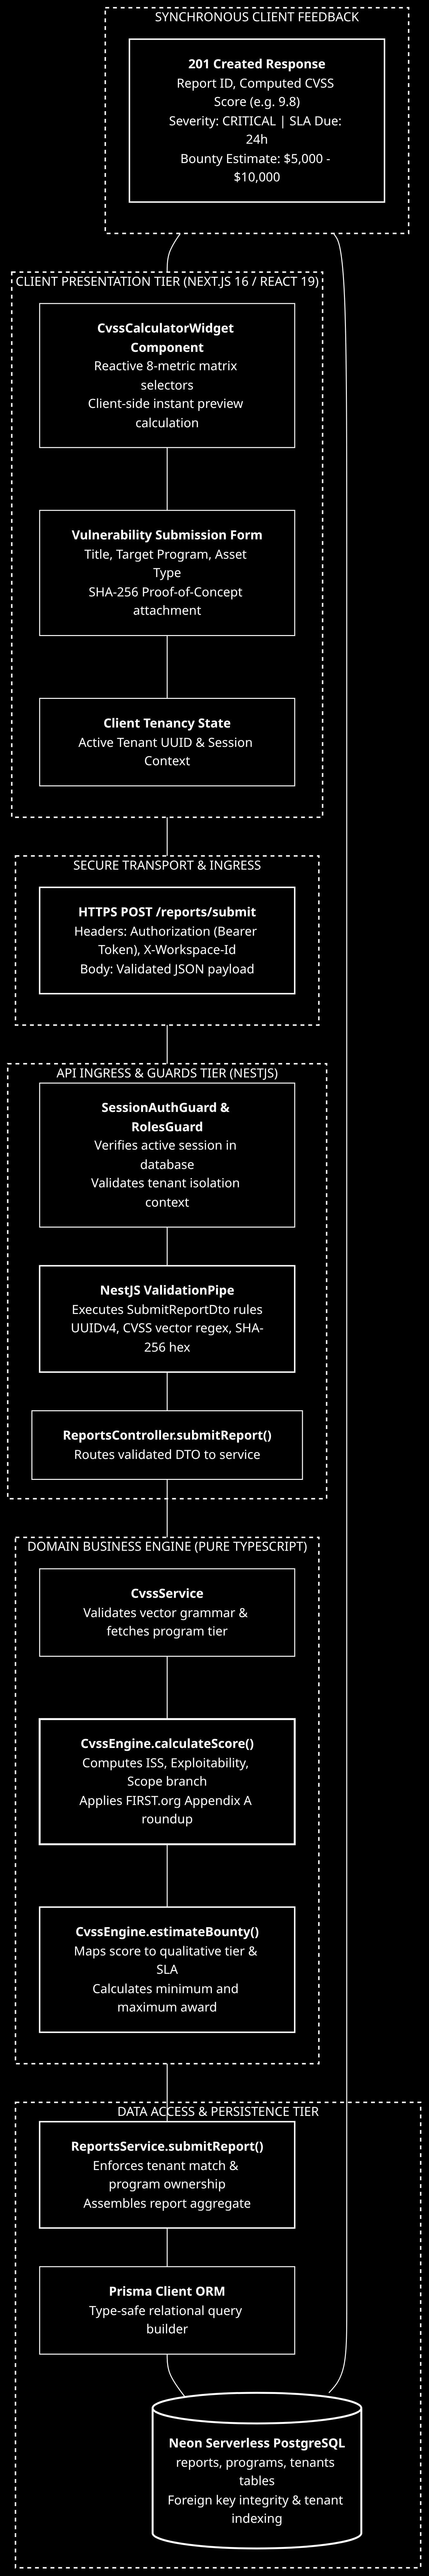 SYNCHRONOUS CLIENT FEEDBACK
201 Created Response
Report ID, Computed CVSS
Score (e.g. 9.8)
Severity: CRITICAL | SLA Due:
24h
Bounty Estimate: $5,000 -
$10,000
CLIENT PRESENTATION TIER (NEXT.JS 16 / REACT 19)
CvssCalculatorWidget
Component
Reactive 8-metric matrix
selectors
Client-side instant preview
calculation
Vulnerability Submission Form
Title, Target Program, Asset
Type
SHA-256 Proof-of-Concept
attachment
Client Tenancy State
Active Tenant UUID & Session
Context
SECURE TRANSPORT & INGRESS
HTTPS POST /reports/submit
Headers: Authorization (Bearer
Token), X-Workspace-Id
Body: Validated JSON payload
API INGRESS & GUARDS TIER (NESTJS)
SessionAuthGuard &
RolesGuard
Verifies active session in
database
Validates tenant isolation
context
NestJS ValidationPipe
Executes SubmitReportDto rules
UUIDv4, CVSS vector regex, SHA-
256 hex
ReportsController.submitReport()
Routes validated DTO to service
DOMAIN BUSINESS ENGINE (PURE TYPESCRIPT)
CvssService
Validates vector grammar &
fetches program tier
CvssEngine.calculateScore()
Computes ISS, Exploitability,
Scope branch
Applies FIRST.org Appendix A
roundup
CvssEngine.estimateBounty()
Maps score to qualitative tier &
SLA
Calculates minimum and
maximum award
DATA ACCESS & PERSISTENCE TIER
ReportsService.submitReport()
Enforces tenant match &
program ownership
Assembles report aggregate
Prisma Client ORM
Type-safe relational query
builder
Neon Serverless PostgreSQL
reports, programs, tenants
tables
Foreign key integrity & tenant
indexing